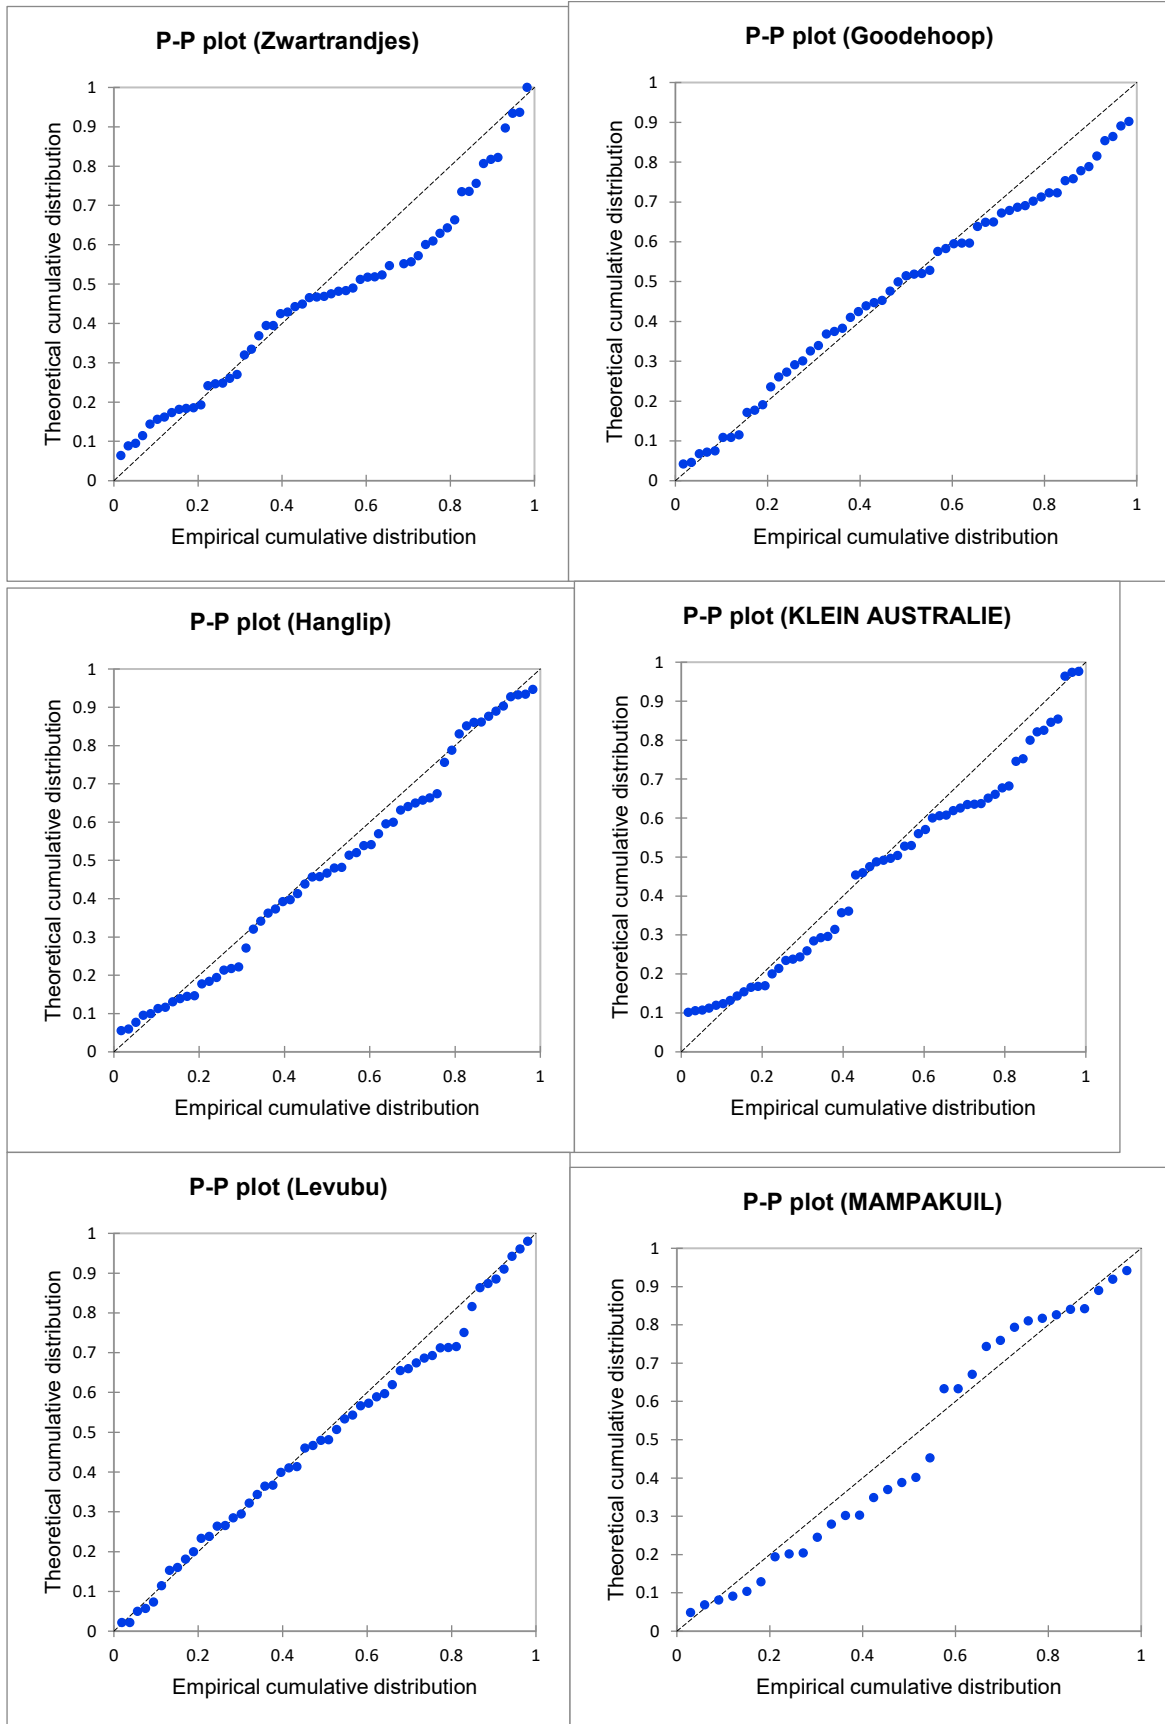 P-P plot (Zwartrandjes)
1
0.9
0.8
0.7
0.6
0.5
0.4
0.3
0.2
0.1
0
0 0.2 0.4 0.6 0.8 1
Theoretical cumulative distribution
Empirical cumulative distribution
P-P plot (Goodehoop)
1
0.9
0.8
0.7
0.6
0.5
0.4
0.3
0.2
0.1
0
0 0.2 0.4 0.6 0.8 1
Theoretical cumulative distribution
Empirical cumulative distribution
P-P plot (Hanglip)
1
0.9
0.8
0.7
0.6
0.5
0.4
0.3
0.2
0.1
0
0 0.2 0.4 0.6 0.8 1
Theoretical cumulative distribution
Empirical cumulative distribution
P-P plot (KLEIN AUSTRALIE)
1
0.9
0.8
0.7
0.6
0.5
0.4
0.3
0.2
0.1
0
0 0.2 0.4 0.6 0.8 1
Theoretical cumulative distribution
Empirical cumulative distribution
P-P plot (Levubu)
1
0.9
0.8
0.7
0.6
0.5
0.4
0.3
0.2
0.1
0
0 0.2 0.4 0.6 0.8 1
Theoretical cumulative distribution
Empirical cumulative distribution
P-P plot (MAMPAKUIL)
1
0.9
0.8
0.7
0.6
0.5
0.4
0.3
0.2
0.1
0
0 0.2 0.4 0.6 0.8 1
Theoretical cumulative distribution
Empirical cumulative distribution